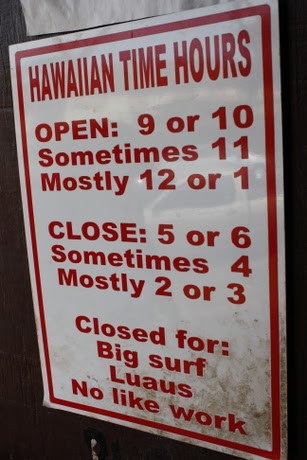 HAWAIIAN TIME HOURS
OPEN: 9 or 10
Sometimes 11
Mostly 12 or 1
CLOSE: 5 or 6
Sometimes 4
Mostly 2 or 3
Closed for:
Big surf
Luaus
No like work